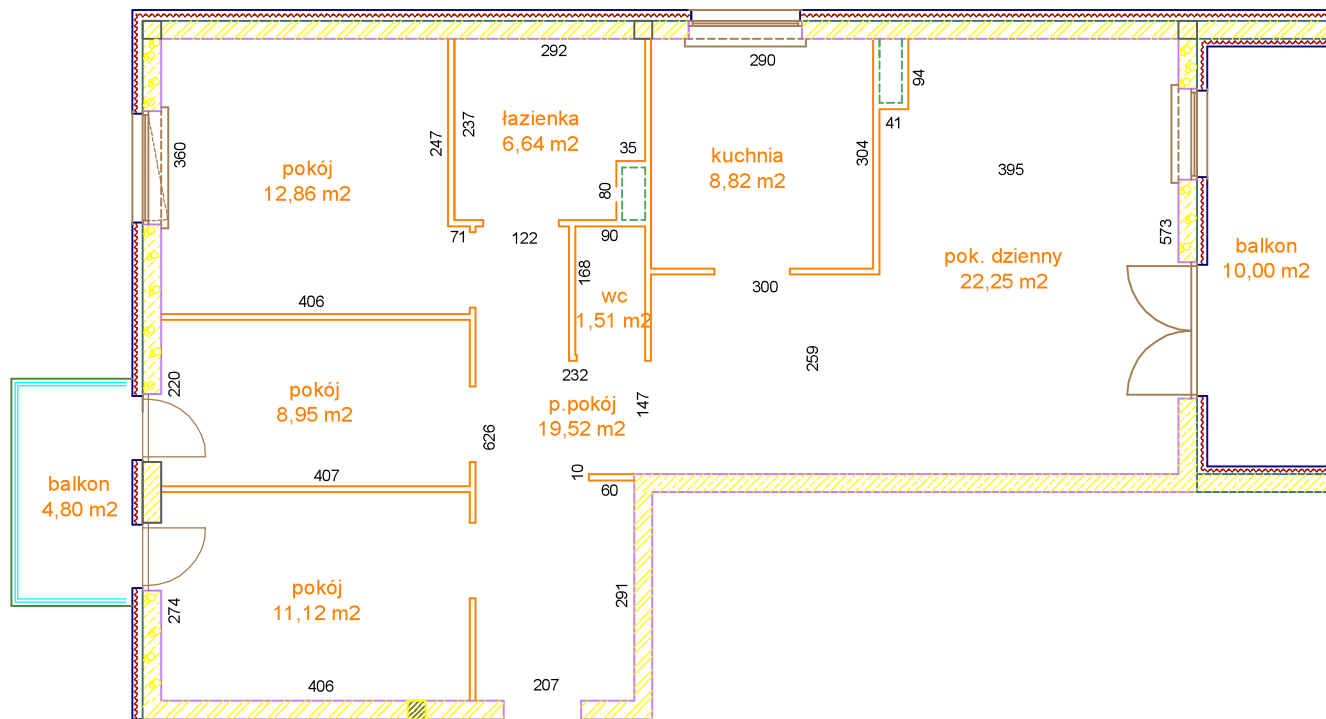 292
290
94
237
łazienka
6,64 m2
41
360
247
35
304
kuchnia
8,82 m2
395
pokój
12,86 m2
80
71
122
90
573
balkon
10,00 m2
pok. dzienny
22,25 m2
168
300
wc
1,51 m2
406
259
232
220
pokój
8,95 m2
147
p.pokój
19,52 m2
626
407
10
60
balkon
4,80 m2
pokój
11,12 m2
274
291
406
207